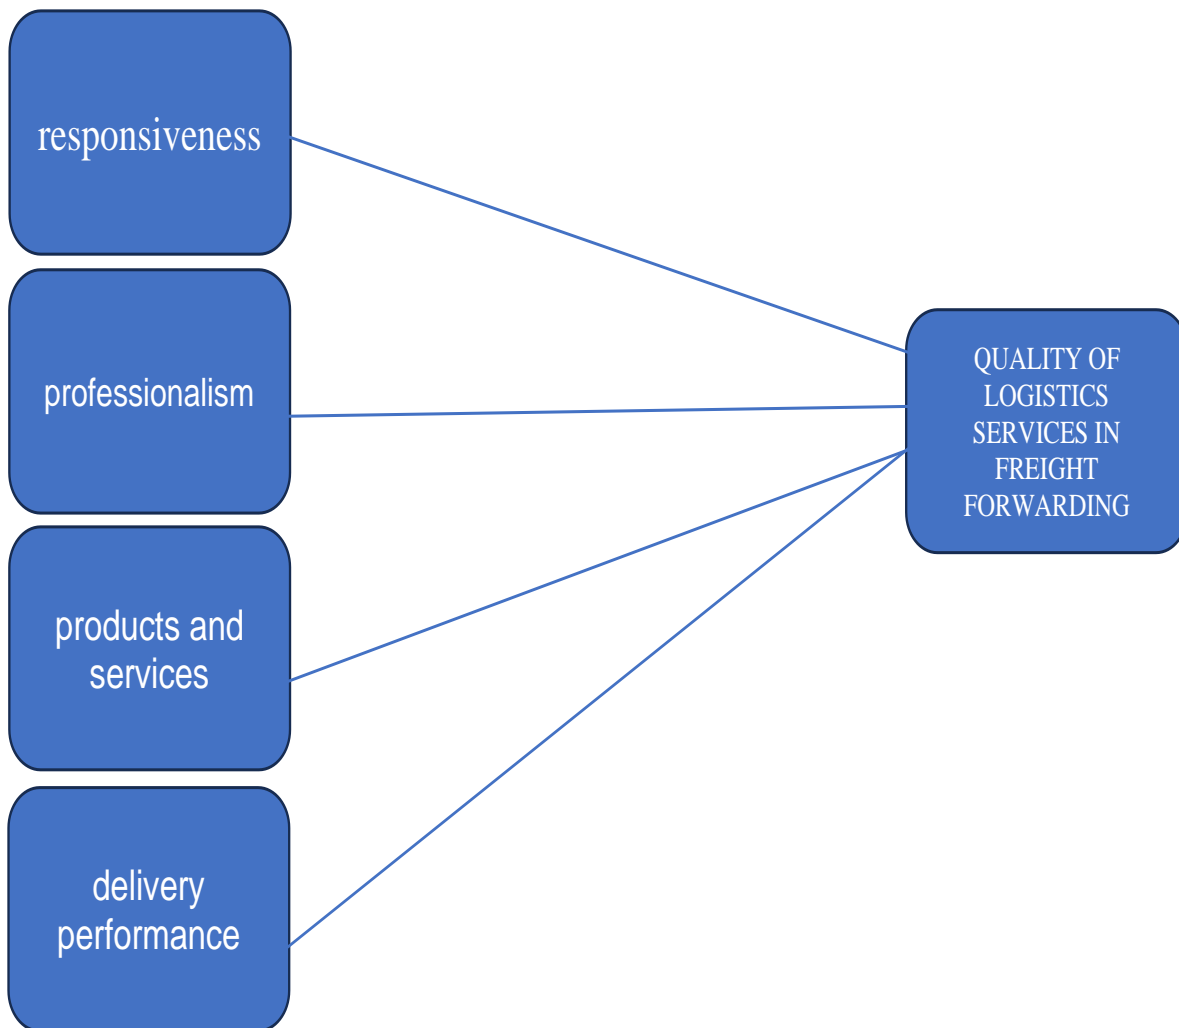 responsiveness
professionalism
products and
services
delivery
performance
QUALITY OF
LOGISTICS
SERVICES IN
FREIGHT
FORWARDING